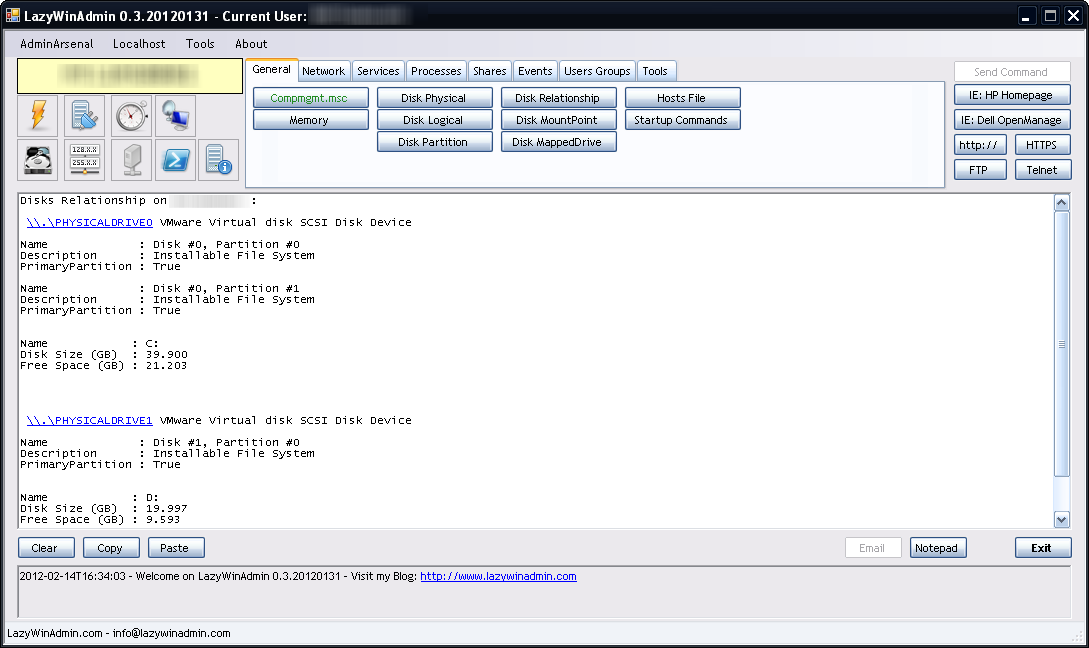 LazyWinAdmin 0.3.20120131 - Current User:
AdminArsenal Localhost Tools About
General Network Services Processes Shares Events Users Groups Tools
Send Command
Compmgmt.msc Disk Physical Disk Relationship Hosts File
IE: HP Homepage
Memory Disk Logical Disk MountPoint Startup Commands
IE: Dell OpenManage
Disk Partition Disk MappedDrive
http:// HTTPS
FTP Telnet
128.X.X
255.X.X
Disks Relationship on :
\\.\PHYSICALDRIVE0 VMware Virtual disk SCSI Disk Device
Name : Disk #0, Partition #0
Description : Installable File System
PrimaryPartition : True
Name : Disk #0, Partition #1
Description : Installable File System
PrimaryPartition : True
Name : C:
Disk Size (GB) : 39.900
Free Space (GB) : 21.203
\\.\PHYSICALDRIVE1 VMware Virtual disk SCSI Disk Device
Name : Disk #1, Partition #0
Description : Installable File System
PrimaryPartition : True
Name : D:
Disk Size (GB) : 19.997
Free Space (GB) : 9.593
Clear Copy Paste Email Notepad Exit
2012-02-14T16:34:03 - Welcome on LazyWinAdmin 0.3.20120131 - Visit my Blog: http://www.lazywinadmin.com
LazyWinAdmin.com - info@lazywinadmin.com